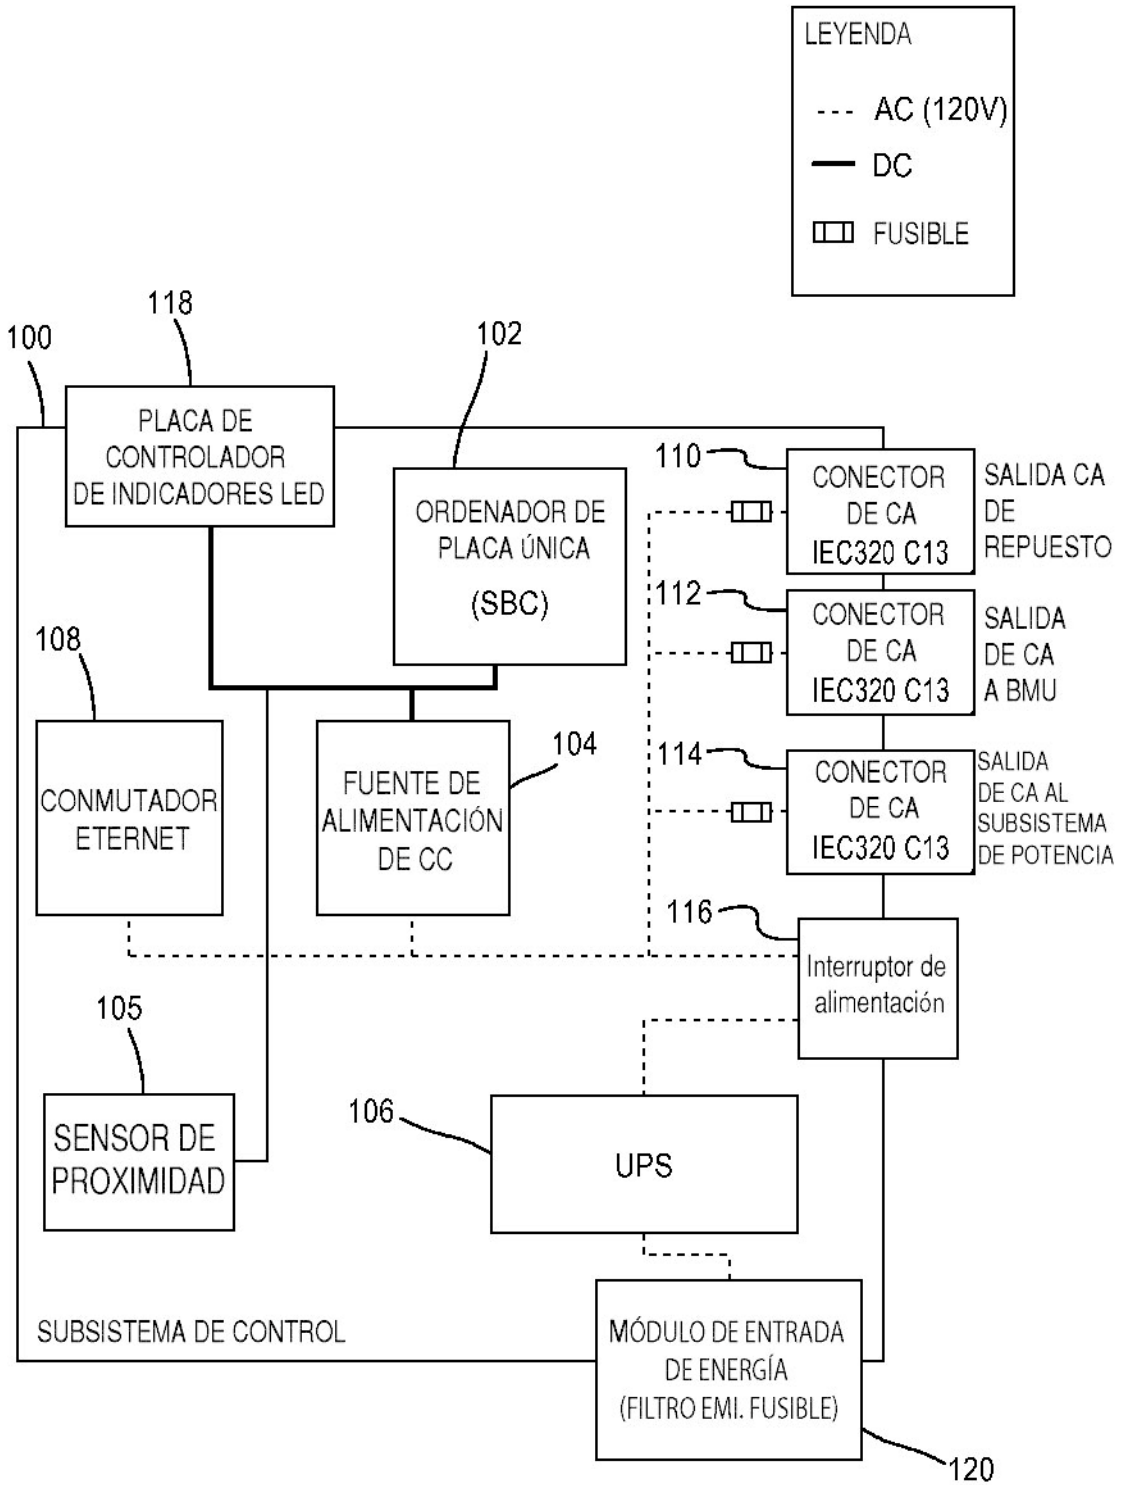 LEYENDA
AC (120V)
DC
FUSIBLE
118
100
102
PLACA DE
CONTROLADOR
DE INDICADORES LED
ORDENADOR DE
PLACA ÚNICA
(SBC)
110
CONECTOR
DE CA
IEC320 C13
SALIDA CA
DE
REPUESTO
112
CONECTOR
DE CA
IEC320 C13
SALIDA
DE CA
A BMU
108
CONMUTADOR
ETERNET
104
FUENTE DE
ALIMENTACIÓN
DE CC
114
CONECTOR
DE CA
IEC320 C13
SALIDA
DE CA AL
SUBSISTEMA
DE POTENCIA
116
Interruptor de
alimentación
105
SENSOR DE
PROXIMIDAD
106
UPS
SUBSISTEMA DE CONTROL
MÓDULO DE ENTRADA
DE ENERGÍA
(FILTRO EMI. FUSIBLE)
120